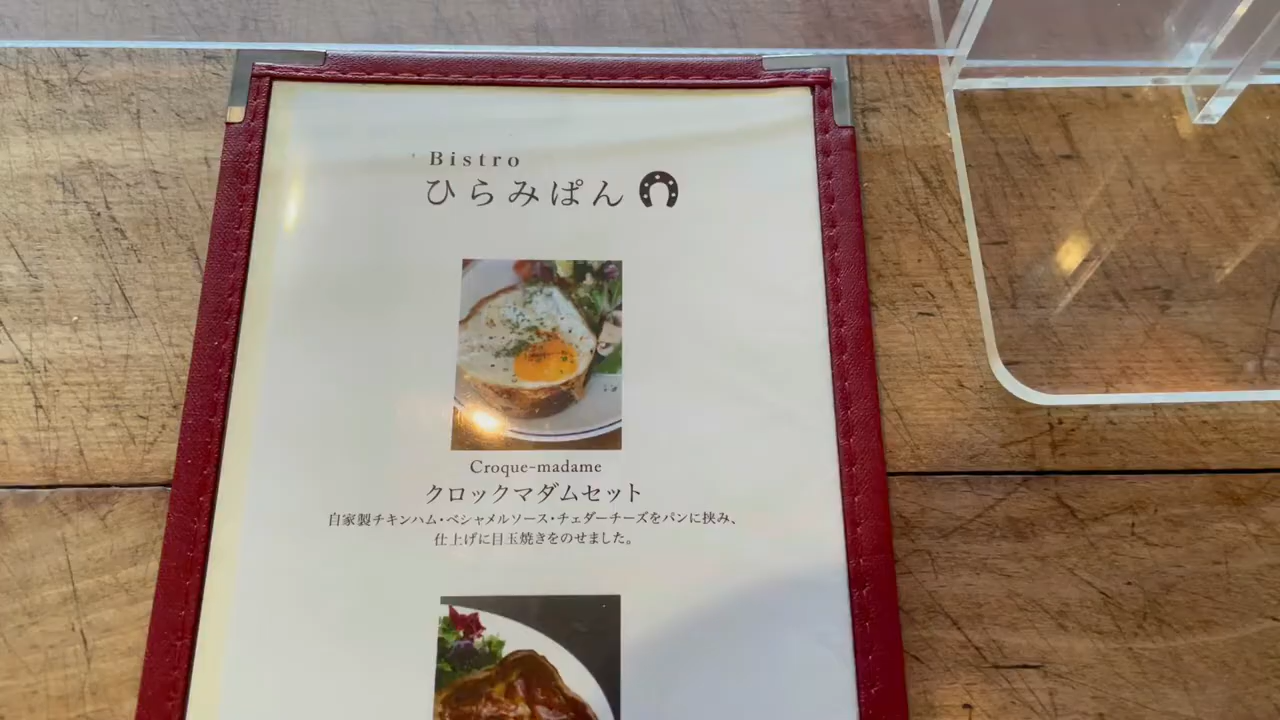 Bistro
ひらみぱん
Croque-madame
クロックマダムセット
自家製チキンハム・ベシャメルソース・チェダーチーズをパンに挟み、
仕上げに目玉焼きをのせました。